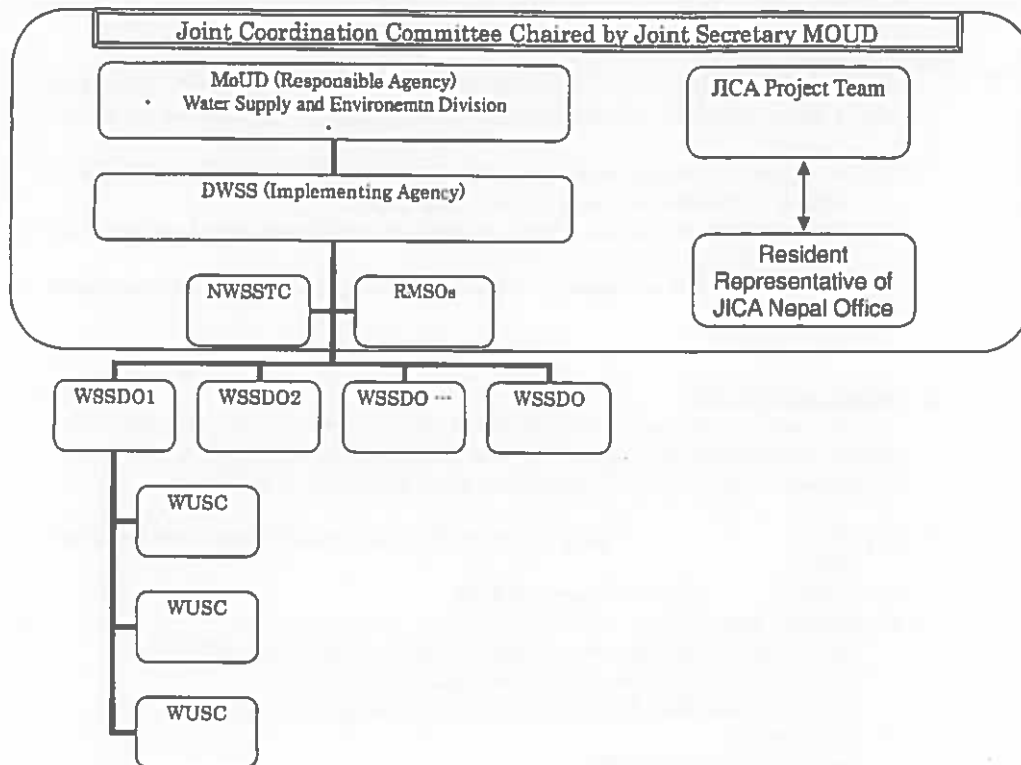 Joint Coordination Committee Chaired by Joint Secretary MOUD
MoUD (Responsible Agency)
• Water Supply and Environemtn Division
•
JICA Project Team
DWSS (Implementing Agency)
Resident
Representative of
JICA Nepal Office
NWSSTC
RMSOs
WSSDO1
WSSDO2
WSSDO ···
WSSDO
WUSC
WUSC
WUSC